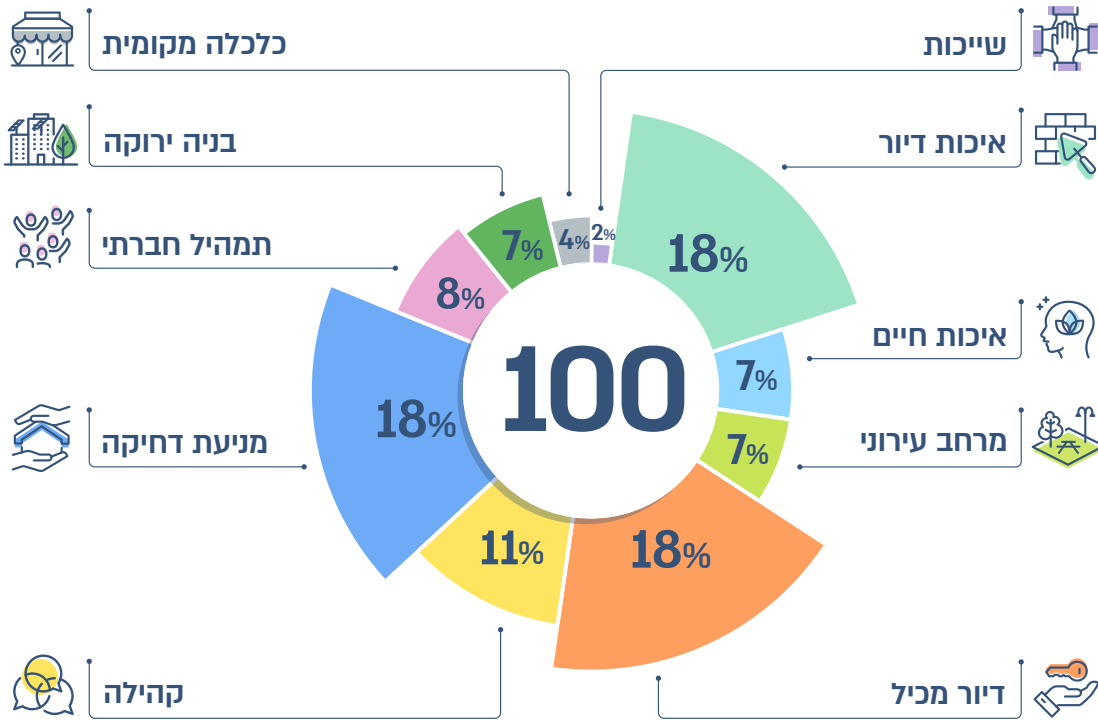 שייכות
כלכלה מקומית
איכות דיור
בניה ירוקה
תמהיל חברתי
איכות חיים
מרחב עירוני
מניעת דחיקה
דיור מכיל
קהילה
2%
4%
7%
18%
8%
7%
7%
18%
11%
18%
100